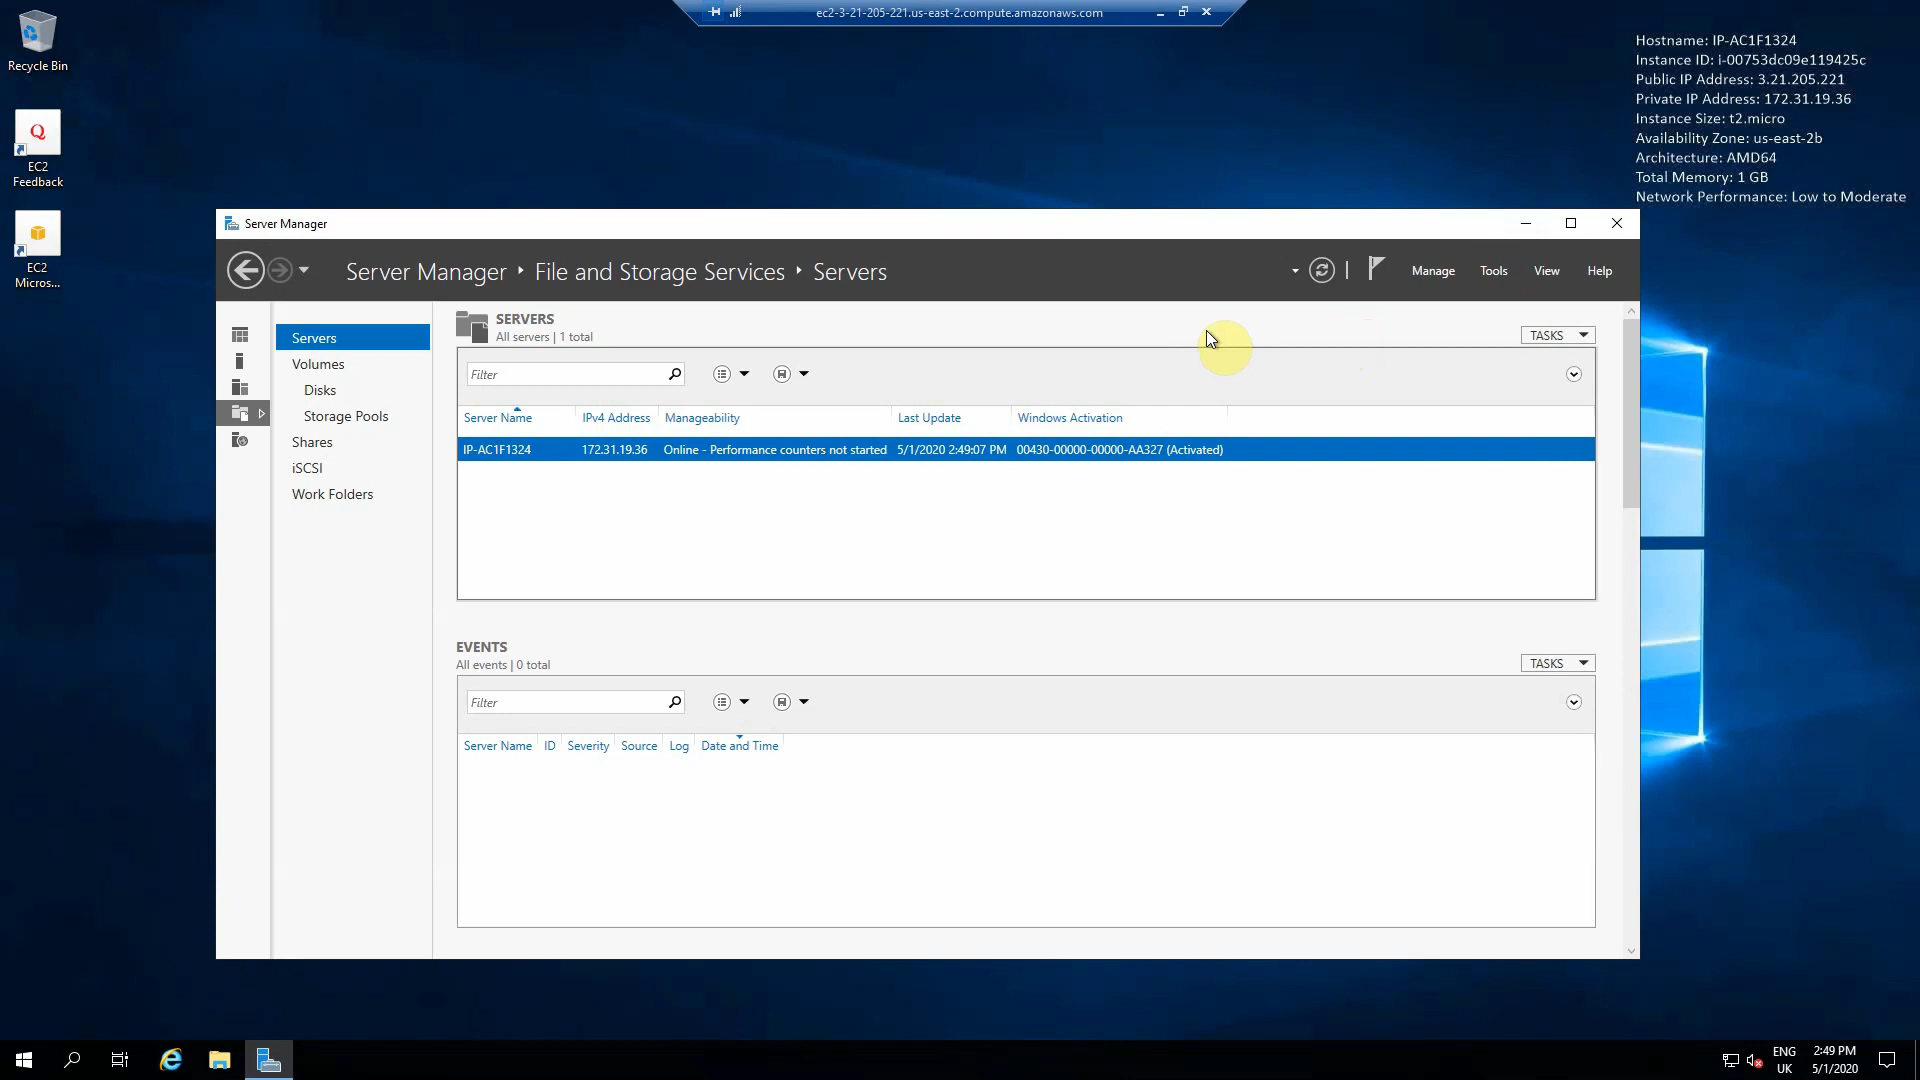 ec2-3-21-205-221.us-east-2.compute.amazonaws.com
Recycle Bin
EC2
Feedback
EC2
Micros...
Hostname: IP-AC1F1324
Instance ID: i-00753dc09e119425c
Public IP Address: 3.21.205.221
Private IP Address: 172.31.19.36
Instance Size: t2.micro
Availability Zone: us-east-2b
Architecture: AMD64
Total Memory: 1 GB
Network Performance: Low to Moderate
Server Manager
Server Manager File and Storage Services Servers
Manage Tools View Help
Servers
Volumes
Disks
Storage Pools
Shares
iSCSI
Work Folders
SERVERS
All servers | 1 total
TASKS
Filter
Server Name IPv4 Address Manageability Last Update Windows Activation
IP-AC1F1324 172.31.19.36 Online - Performance counters not started 5/1/2020 2:49:07 PM 00430-00000-00000-AA327 (Activated)
EVENTS
All events | 0 total
TASKS
Filter
Server Name ID Severity Source Log Date and Time
ENG
UK
2:49 PM
5/1/2020